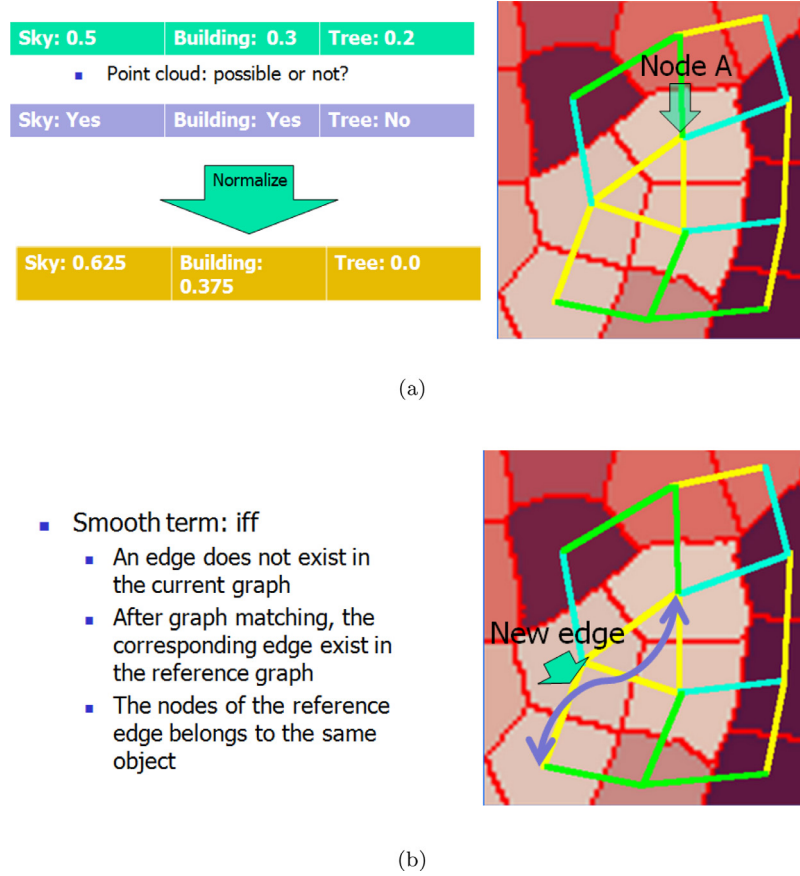 Sky: 0.5 Building: 0.3 Tree: 0.2
Point cloud: possible or not?
Sky: Yes Building: Yes Tree: No
Normalize
Sky: 0.625 Building: Tree: 0.0
0.375
Node A
(a)
Smooth term: iff
An edge does not exist in
the current graph
After graph matching, the
corresponding edge exist in
the reference graph
The nodes of the reference
edge belongs to the same
object
New edge
(b)